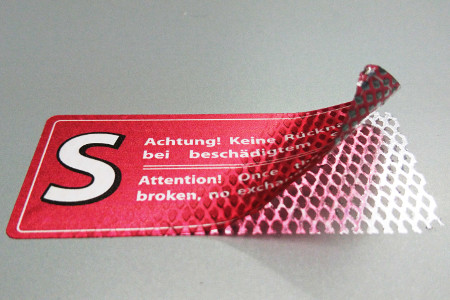 S
Achtung! Keine
bei beschädigtem
Attention! Once
broken, no